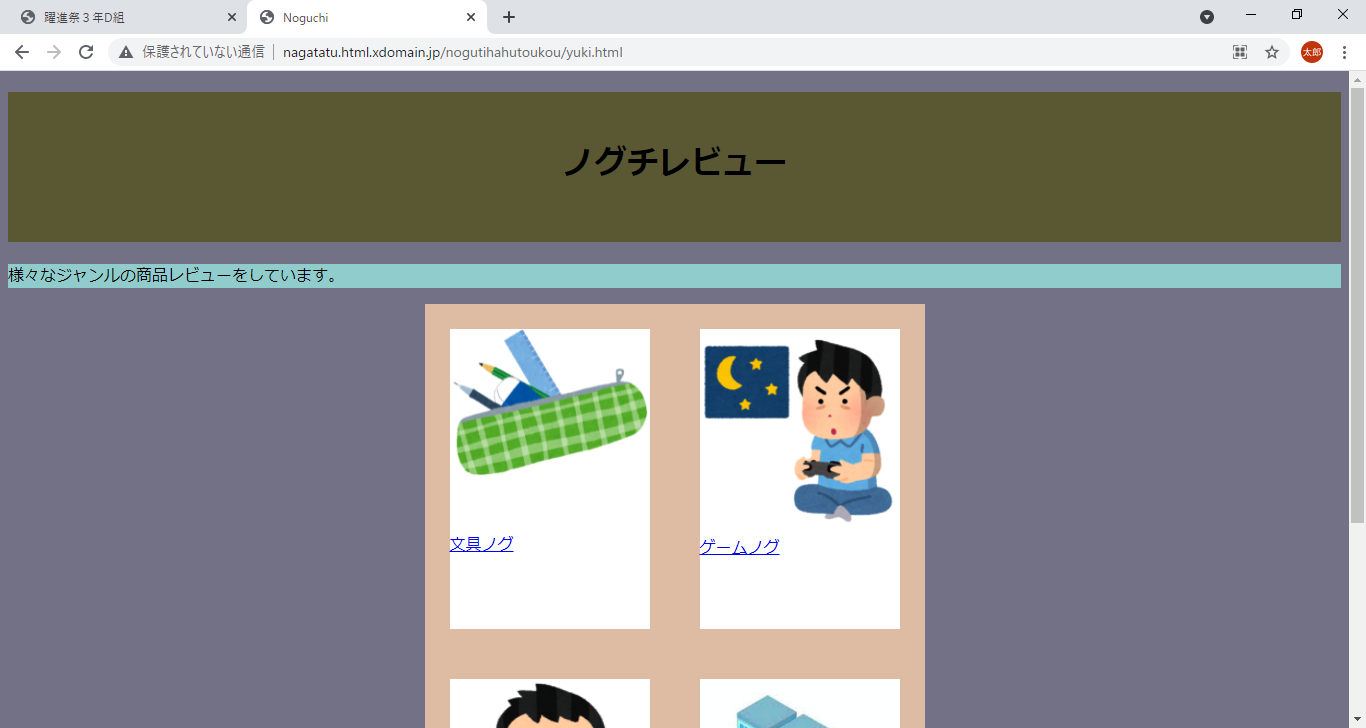 曜進祭３年D組
Noguchi
保護されていない通信
nagatatu.html.xdomain.jp/nogutihahutoukou/yuki.html
太郎
ノグチレビュー
様々なジャンルの商品レビューをしています。
文具ノグ
ゲームノグ